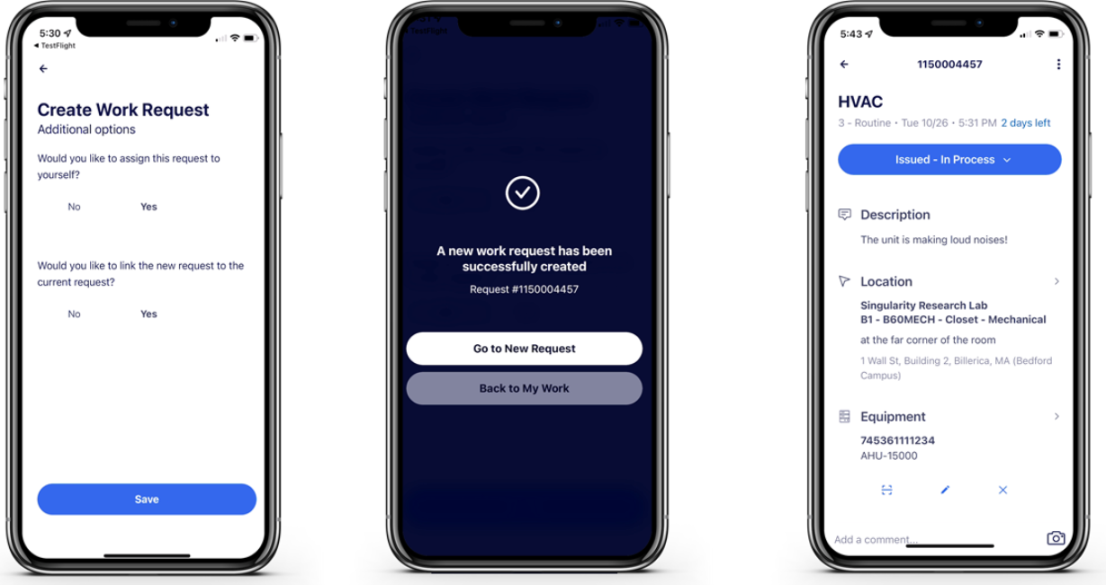 5:30
◀ TestFlight
Create Work Request
Additional options
Would you like to assign this request to
yourself?
No Yes
Would you like to link the new request to the
current request?
No Yes
Save
TestFlight
A new work request has been
successfully created
Request #1150004457
Go to New Request
Back to My Work
5:43
1150004457
HVAC
3 - Routine • Tue 10/26 • 5:31 PM 2 days left
Issued - In Process
Description
The unit is making loud noises!
Location
Singularity Research Lab
B1 - B60MECH - Closet - Mechanical
at the far corner of the room
1 Wall St, Building 2, Billerica, MA (Bedford
Campus)
Equipment
745361111234
AHU-15000
Add a comment...